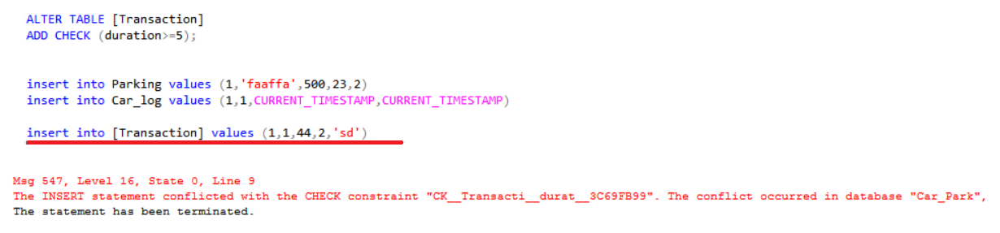 ALTER TABLE [Transaction]
ADD CHECK (duration>=5);
insert into Parking values (1,'faaffa',500,23,2)
insert into Car_log values (1,1,CURRENT_TIMESTAMP,CURRENT_TIMESTAMP)
insert into [Transaction] values (1,1,44,2,'sd')
Msg 547, Level 16, State 0, Line 9
The INSERT statement conflicted with the CHECK constraint "CK__Transacti__durat__3C69FB99". The conflict occurred in database "Car_Park",
The statement has been terminated.